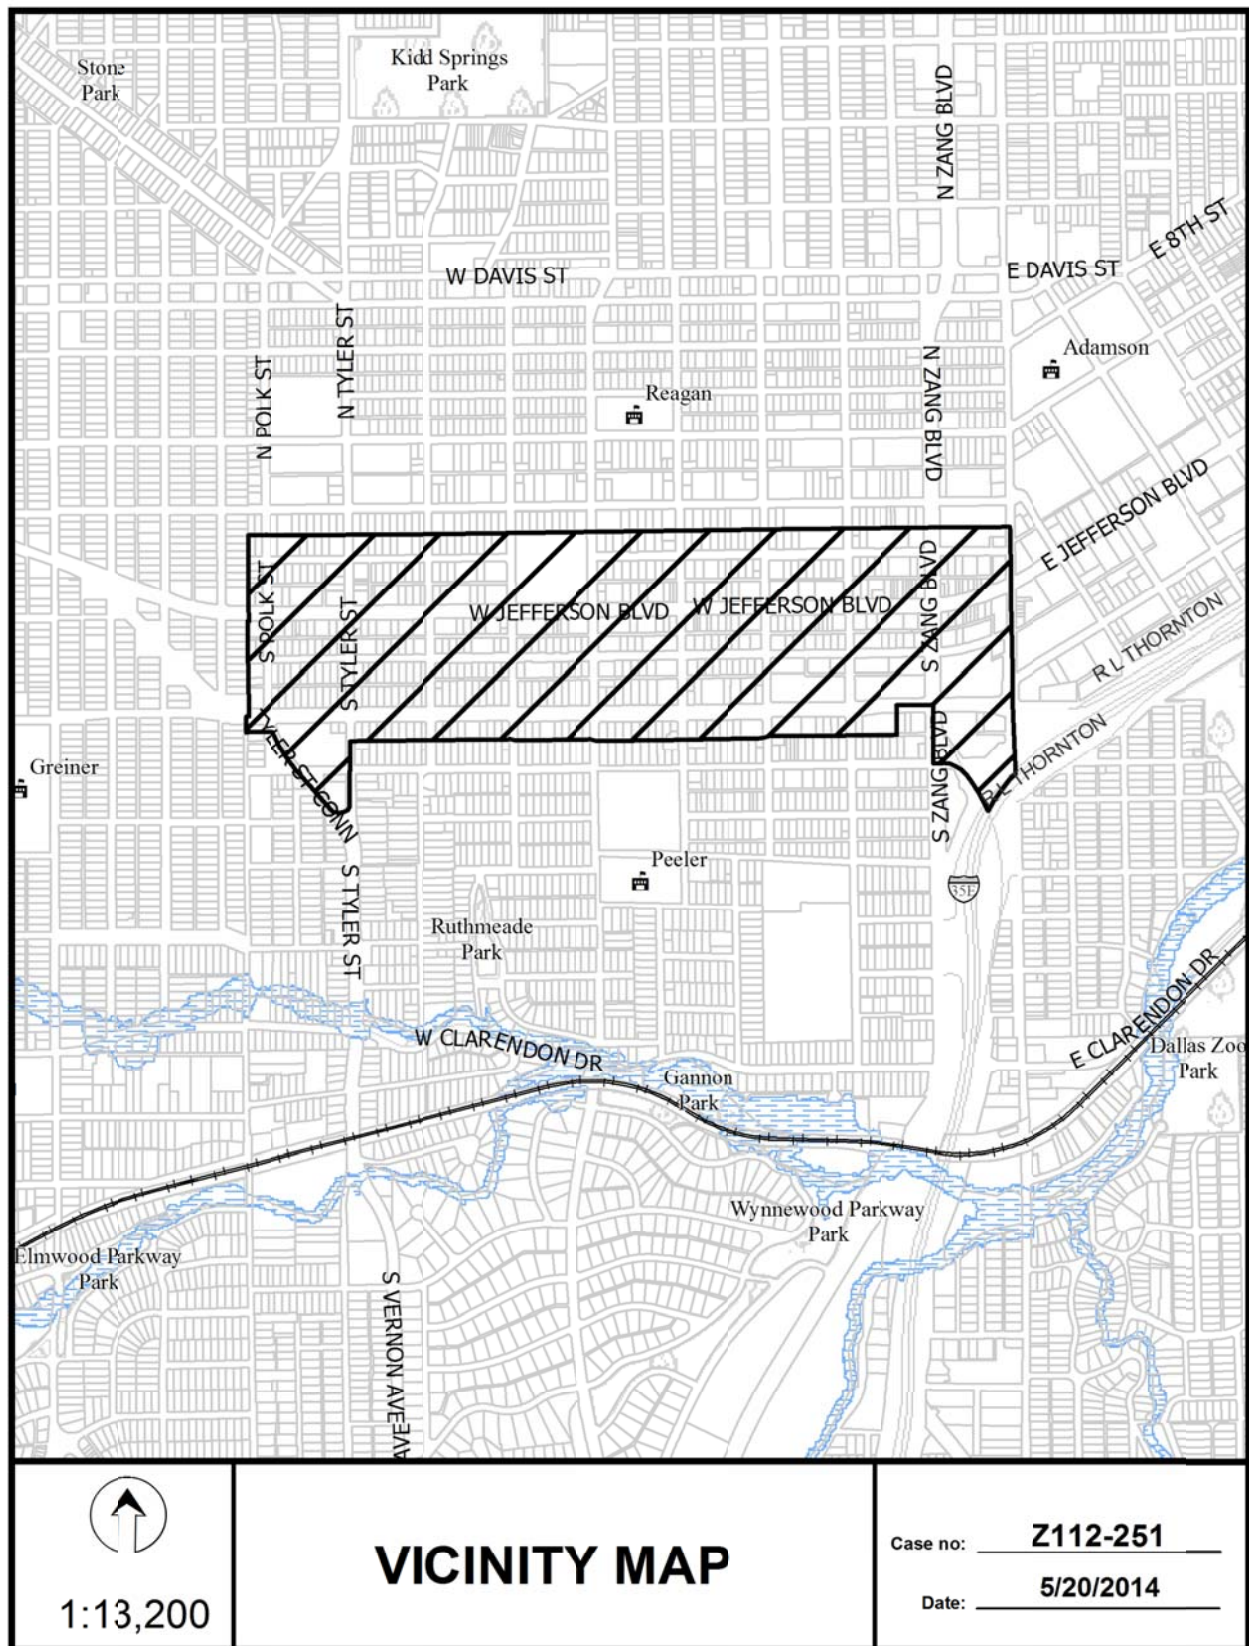 Stone
Park
Kidd Springs
Park
N ZANG BLVD
E 8TH ST
W DAVIS ST
E DAVIS ST
N TYLER ST
N POLK ST
N ZANG BLVD
Adamson
Reagan
E JEFFERSON BLVD
S POLK ST
S TYLER ST
W JEFFERSON BLVD
W JEFFERSON BLVD
S ZANG BLVD
R L THORNTON
TYLER ST CONN
S ZANG BLVD
R L THORNTON
Greiner
Peeler
35E
S TYLER ST
Ruthmeade
Park
W CLARENDON DR
E CLARENDON DR
Dallas Zoo
Park
Gannon
Park
Wynnewood Parkway
Park
Elmwood Parkway
Park
S VERNON AVE
AVE
1:13,200
VICINITY MAP
Case no: Z112-251
Date: 5/20/2014